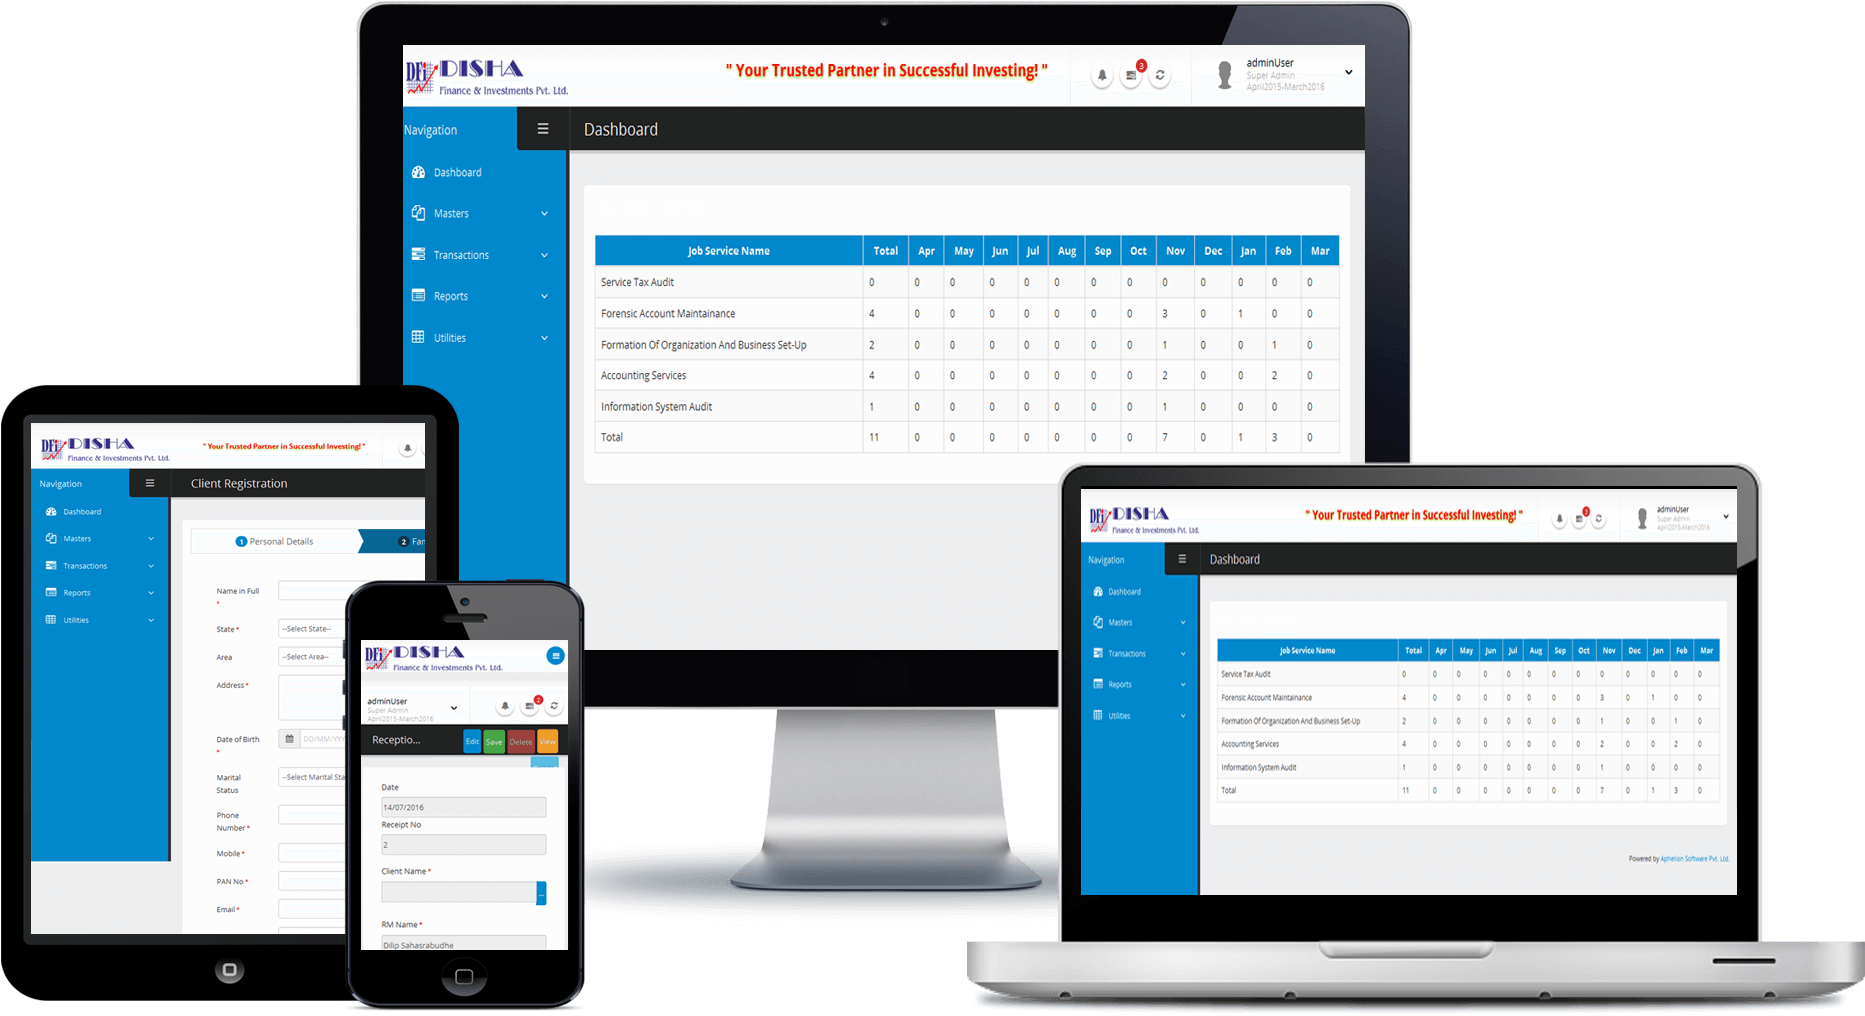 DFi DISHA
Finance & Investments Pvt. Ltd.
" Your Trusted Partner in Successful Investing! "
3
adminUser
Super Admin
April2015-March2016
Navigation
Dashboard
Dashboard
Masters
Transactions
Reports
Utilities
Job Service Name Total Apr May Jun Jul Aug Sep Oct Nov Dec Jan Feb Mar
Service Tax Audit 0 0 0 0 0 0 0 0 0 0 0 0 0
Forensic Account Maintainance 4 0 0 0 0 0 0 0 3 0 1 0 0
Formation Of Organization And Business Set-Up 2 0 0 0 0 0 0 0 1 0 0 1 0
Accounting Services 4 0 0 0 0 0 0 0 2 0 0 2 0
Information System Audit 1 0 0 0 0 0 0 0 1 0 0 0 0
Total 11 0 0 0 0 0 0 0 7 0 1 3 0
DFi DISHA
Finance & Investments Pvt. Ltd.
" Your Trusted Partner in Successful Investing! "
Navigation
Client Registration
Dashboard
Masters
Transactions
Reports
Utilities
1 Personal Details
2 Fam
Name in Full
*
State *
--Select State--
Area
--Select Area--
Address *
Date of Birth
*
DD/MM/YYY
Marital
Status
--Select Marital Sta
Phone
Number *
Mobile *
PAN No *
Email *
DFi DISHA
Finance & Investments Pvt. Ltd.
adminUser
Super Admin
April2015-March2016
2
Receptio...
Edit Save Delete View
Date
14/07/2016
Receipt No
2
Client Name *
...
RM Name *
Dilip Sahasrabudhe
DFi DISHA
Finance & Investments Pvt. Ltd.
" Your Trusted Partner in Successful Investing! "
3
adminUser
Super Admin
April2015-March2016
Navigation
Dashboard
Dashboard
Masters
Transactions
Reports
Utilities
Job Service Name Total Apr May Jun Jul Aug Sep Oct Nov Dec Jan Feb Mar
Service Tax Audit 0 0 0 0 0 0 0 0 0 0 0 0 0
Forensic Account Maintainance 4 0 0 0 0 0 0 0 3 0 1 0 0
Formation Of Organization And Business Set-Up 2 0 0 0 0 0 0 0 1 0 0 1 0
Accounting Services 4 0 0 0 0 0 0 0 2 0 0 2 0
Information System Audit 1 0 0 0 0 0 0 0 1 0 0 0 0
Total 11 0 0 0 0 0 0 0 7 0 1 3 0
Powered by Aphelion Software Pvt. Ltd.